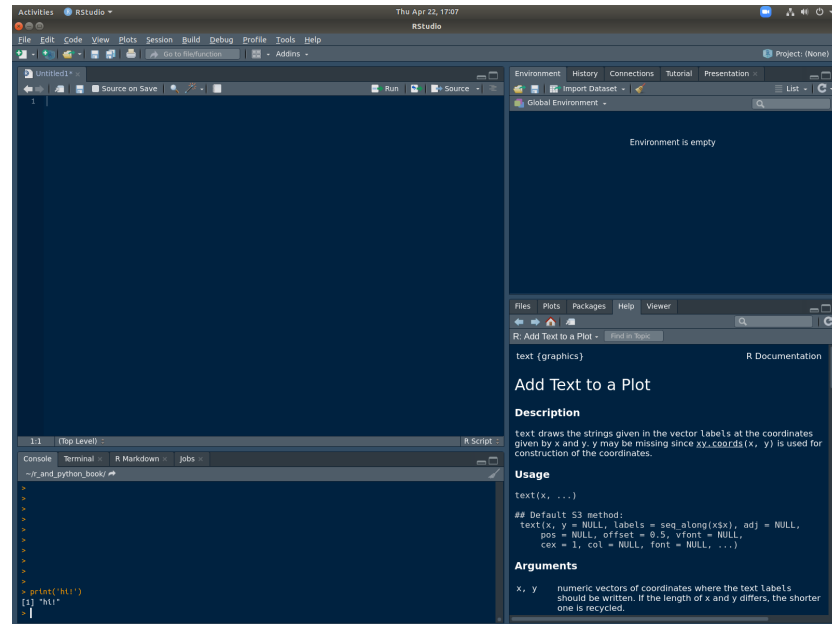 Activities RStudio Thu Apr 22, 17:07
RStudio
File Edit Code View Plots Session Build Debug Profile Tools Help
Go to file/function Addins Project: (None)
Untitled1*
Source on Save Run Source
1
1:1 (Top Level) R Script
Console Terminal R Markdown Jobs
~/r_and_python_book/
>
>
>
>
>
>
>
>
>
>
> print('hi!')
[1] "hi!"
>
Environment History Connections Tutorial Presentation
Import Dataset List
Global Environment
Environment is empty
Files Plots Packages Help Viewer
R: Add Text to a Plot Find in Topic
text {graphics} R Documentation
Add Text to a Plot
Description
text draws the strings given in the vector labels at the coordinates
given by x and y. y may be missing since xy.coords(x, y) is used for
construction of the coordinates.
Usage
text(x, ...)
## Default S3 method:
text(x, y = NULL, labels = seq_along(x$x), adj = NULL,
pos = NULL, offset = 0.5, vfont = NULL,
cex = 1, col = NULL, font = NULL, ...)
Arguments
x, y numeric vectors of coordinates where the text labels
should be written. If the length of x and y differs, the shorter
one is recycled.